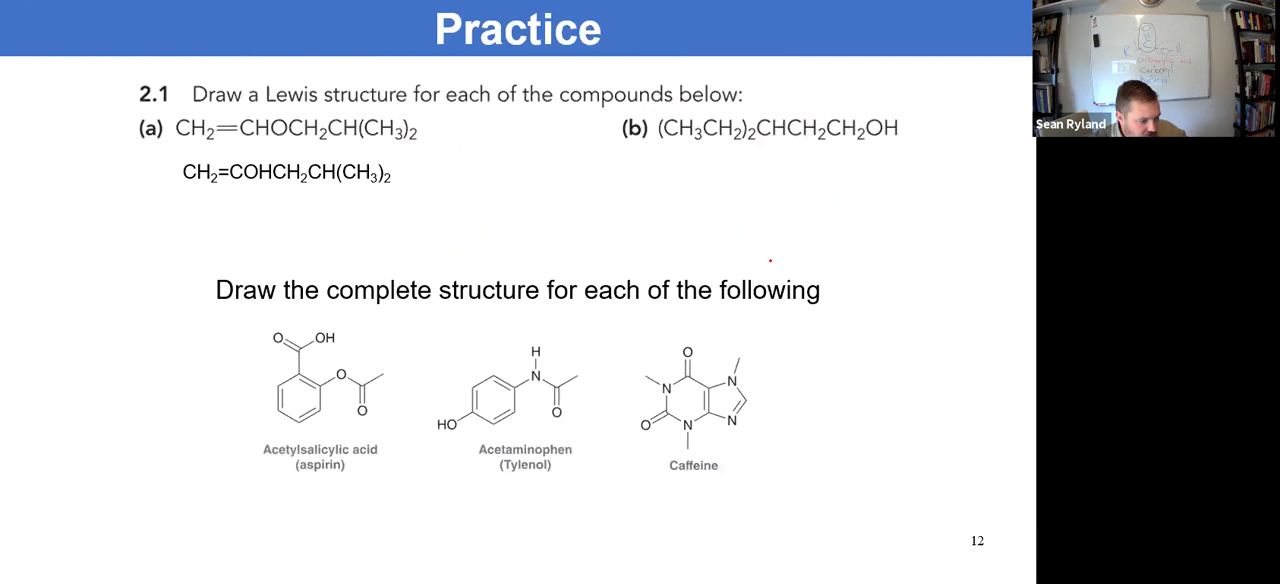 Practice
2.1 Draw a Lewis structure for each of the compounds below:
(a) CH₂=CHOCH₂CH(CH₃)₂ (b) (CH₃CH₂)₂CHCH₂CH₂OH
CH₂=COHCH₂CH(CH₃)₂
Draw the complete structure for each of the following
O OH
O
O
H
N
O
HO
O
N
N
O
N
N
Acetylsalicylic acid
(aspirin)
Acetaminophen
(Tylenol)
Caffeine
12
Sean Ryland
O
C
R
carbonyl